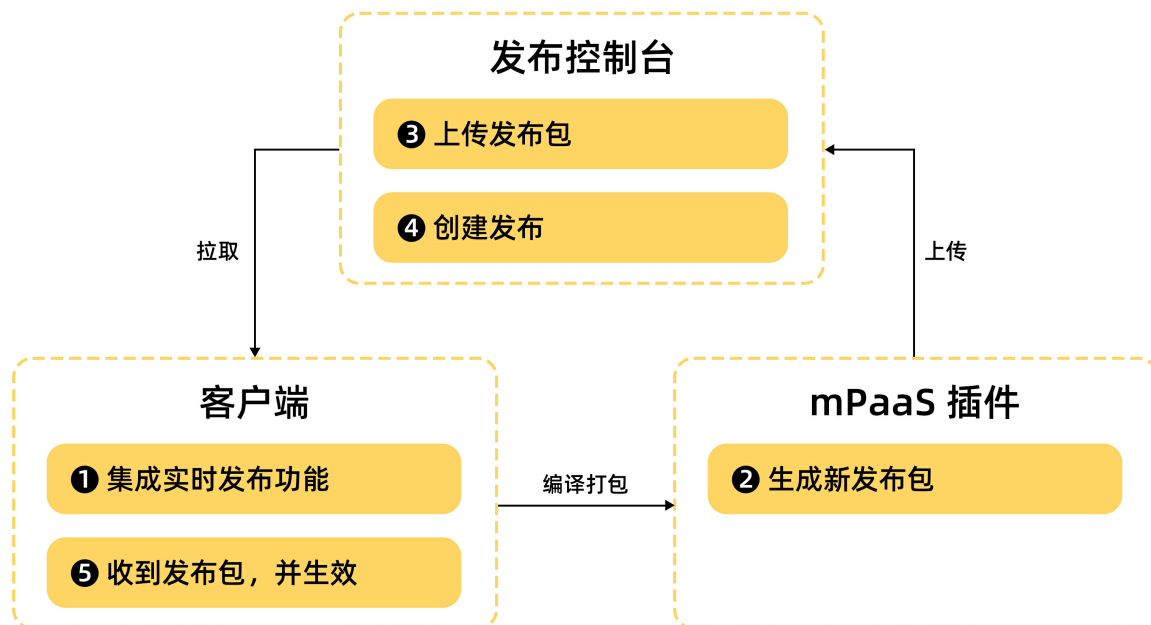 发布控制台
❸ 上传发布包
❹ 创建发布
拉取
上传
客户端
❶ 集成实时发布功能
❺ 收到发布包，并生效
编译打包
mPaaS 插件
❷ 生成新发布包